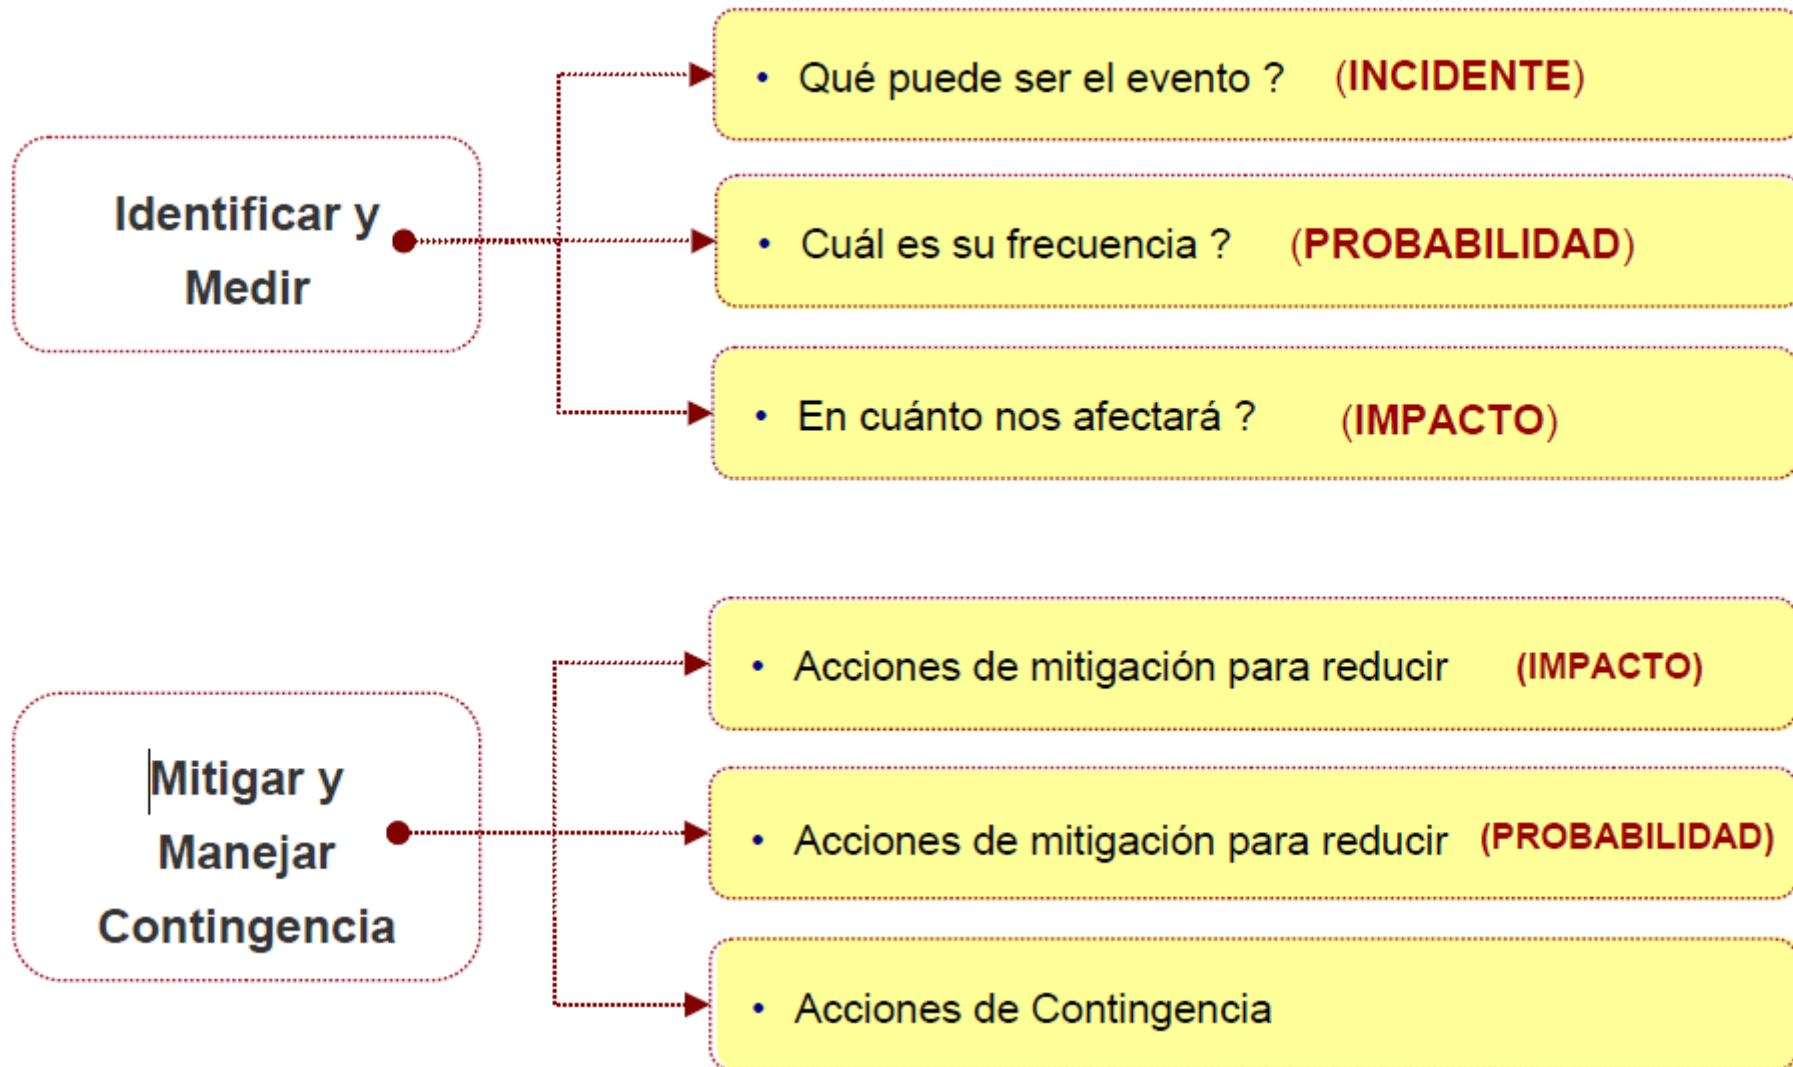 Identificar y
Medir
• Qué puede ser el evento ? (INCIDENTE)
• Cuál es su frecuencia ? (PROBABILIDAD)
• En cuánto nos afectará ? (IMPACTO)
Mitigar y
Manejar
Contingencia
• Acciones de mitigación para reducir (IMPACTO)
• Acciones de mitigación para reducir (PROBABILIDAD)
• Acciones de Contingencia